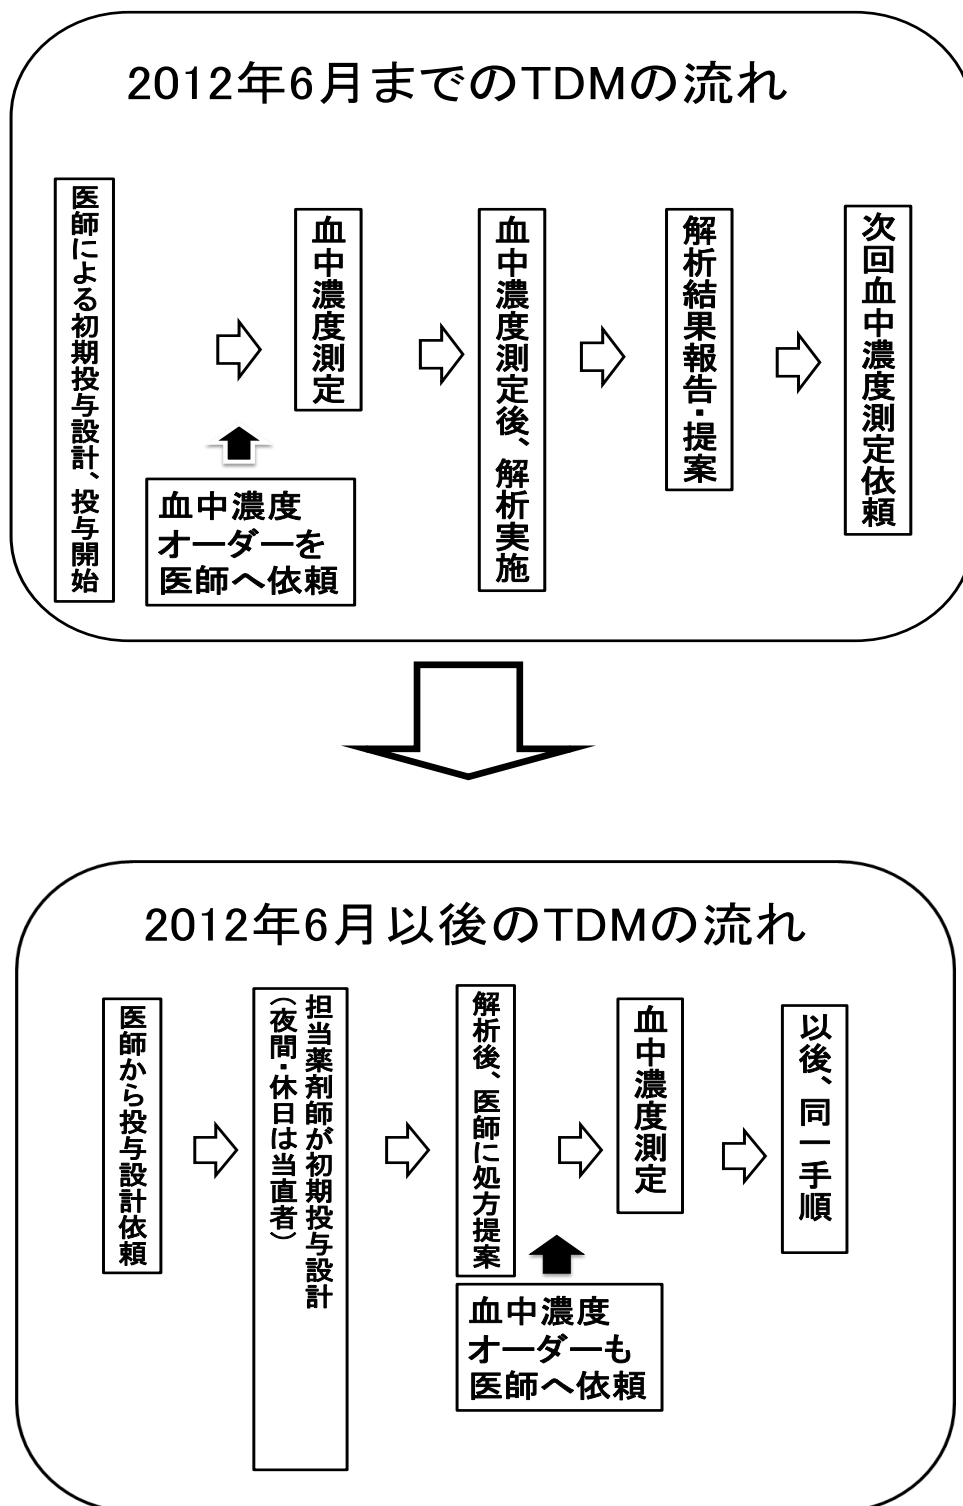 2012年6月までのTDMの流れ
医師による初期投与設計、投与開始
血中濃度
オーダーを
医師へ依頼
血中濃度測定
血中濃度測定後、解析実施
解析結果報告・提案
次回血中濃度測定依頼
2012年6月以後のTDMの流れ
医師から投与設計依頼
担当薬剤師が初期投与設計
(夜間・休日は当直者)
解析後、医師に処方提案
血中濃度
オーダーも
医師へ依頼
血中濃度測定
以後、同一手順